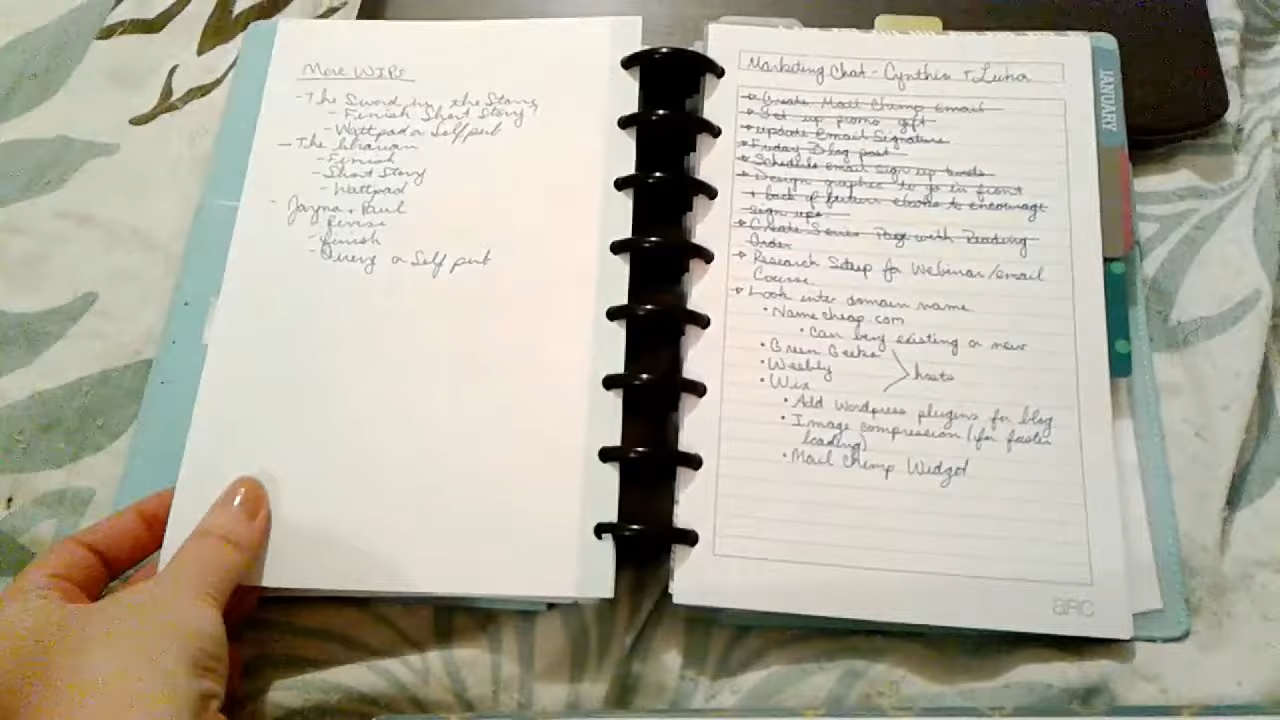 More WIPs
- The Sword in the Stone
- Finish Short Story
- Wattpad or Self pub
- The librarian
- Finish
- Short Story
- Wattpad
- Jayna + Paul
- Revise
- Finish
- Query or Self pub
Marketing Chat - Cynthia T. Luna
→ Create Mail Chimp Email
→ Set up promo gift
→ update Email Signature
→ Friday Blog post
→ Schedule email sign up tweets
→ Design graphic to go in front
+ back of future ebooks to encourage
sign ups
→ Create Series Page with Reading
Order
→ Research Setup for Webinar/email
Course
→ Look into domain name
• Namecheap.com
• Can buy existing or new
• Green Geeks
• Weebly
• Wix
hosts
• Add Wordpress plugins for blog
• Image compression (for faster
loading)
• Mail Chimp Widget
arc
JANUARY